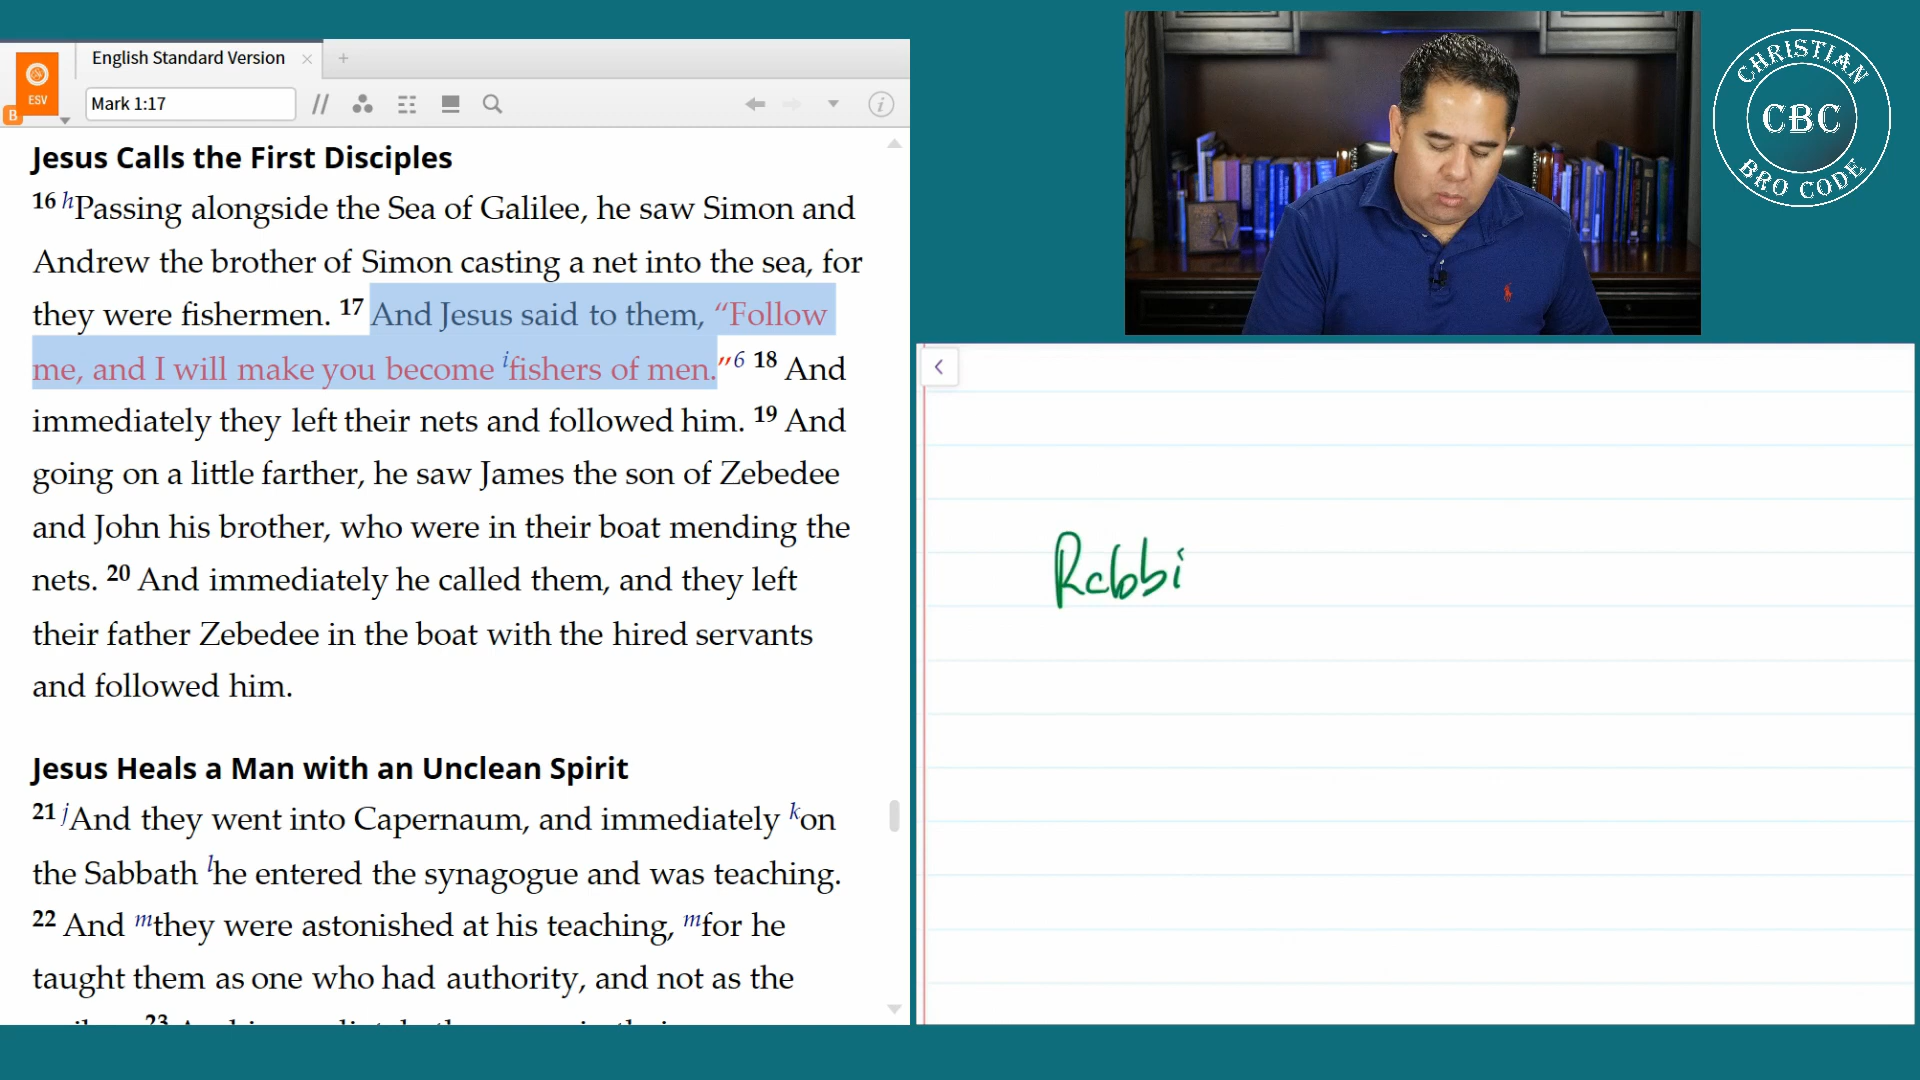 English Standard Version
ESV
B
Mark 1:17
Jesus Calls the First Disciples
16 hPassing alongside the Sea of Galilee, he saw Simon and
Andrew the brother of Simon casting a net into the sea, for
they were fishermen. 17 And Jesus said to them, “Follow
me, and I will make you become ifishers of men.”6 18 And
immediately they left their nets and followed him. 19 And
going on a little farther, he saw James the son of Zebedee
and John his brother, who were in their boat mending the
nets. 20 And immediately he called them, and they left
their father Zebedee in the boat with the hired servants
and followed him.
Jesus Heals a Man with an Unclean Spirit
21 jAnd they went into Capernaum, and immediately kon
the Sabbath lhe entered the synagogue and was teaching.
22 And mthey were astonished at his teaching, mfor he
taught them as one who had authority, and not as the
23
CHRISTIAN
CBC
BRO CODE
Rabbi